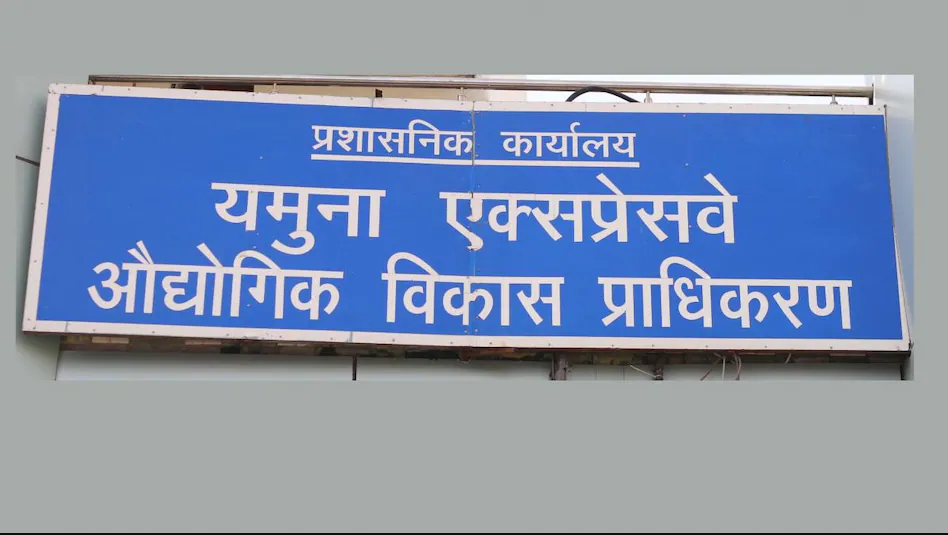 प्रशासनिक कार्यालय
यमुना एक्सप्रेसवे
औद्योगिक विकास प्राधिकरण